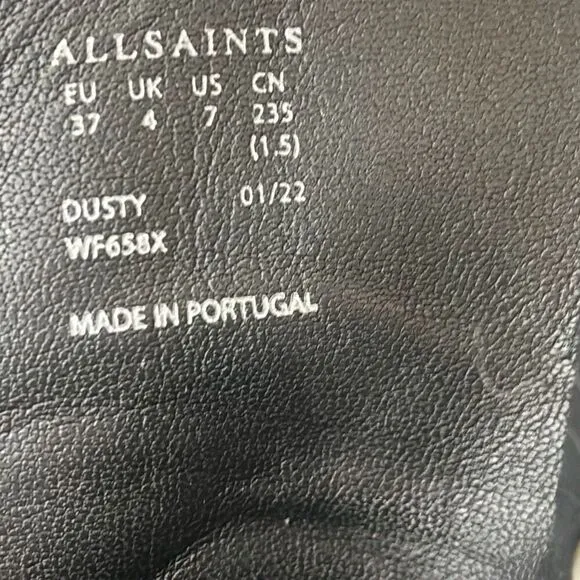 ALLSAINTS
EU UK US CN
37 4 7 235
(1.5)
DUSTY 01/22
WF658X
MADE IN PORTUGAL